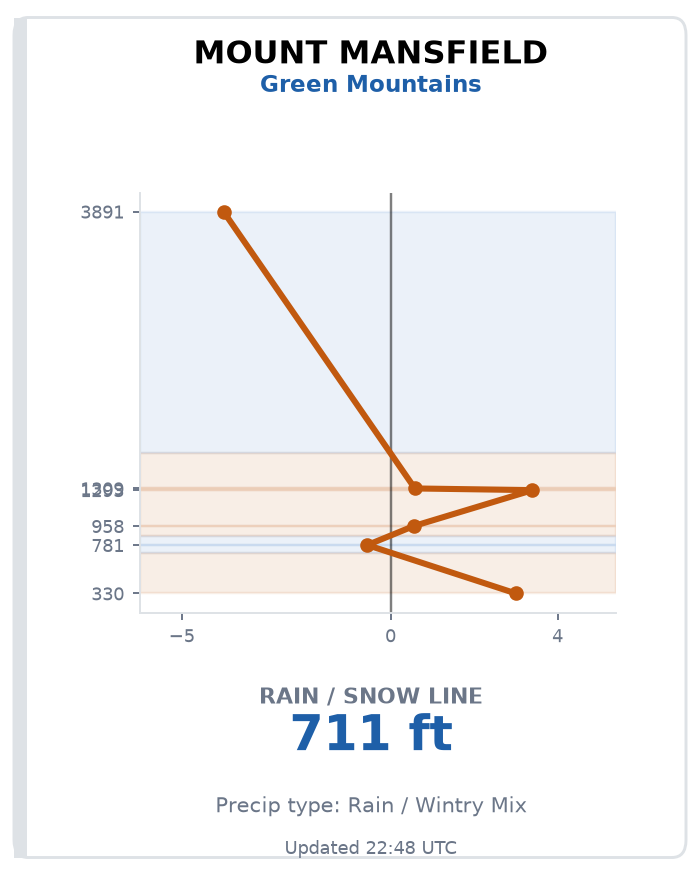 MOUNT MANSFIELD
Green Mountains
3891
958
781
330
−5 0 4
RAIN / SNOW LINE
711 ft
Precip type: Rain / Wintry Mix
Updated 22:48 UTC